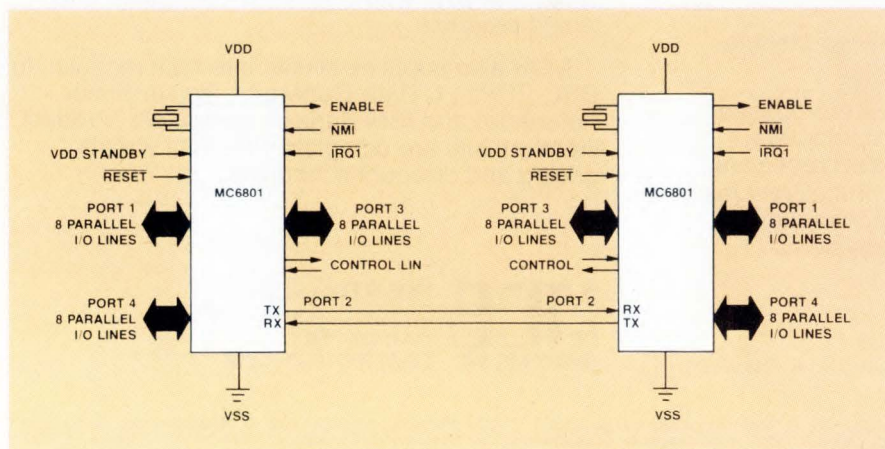 VDD
ENABLE
NMI
VDD STANDBY
IRQ1
RESET
MC6801
PORT 1
8 PARALLEL
I/O LINES
PORT 3
8 PARALLEL
I/O LINES
CONTROL LIN
PORT 4
8 PARALLEL
I/O LINES
TX
RX
PORT 2
VSS
VDD
ENABLE
NMI
VDD STANDBY
IRQ1
RESET
MC6801
PORT 3
8 PARALLEL
I/O LINES
PORT 1
8 PARALLEL
I/O LINES
CONTROL
PORT 2
RX
TX
PORT 4
8 PARALLEL
I/O LINES
VSS